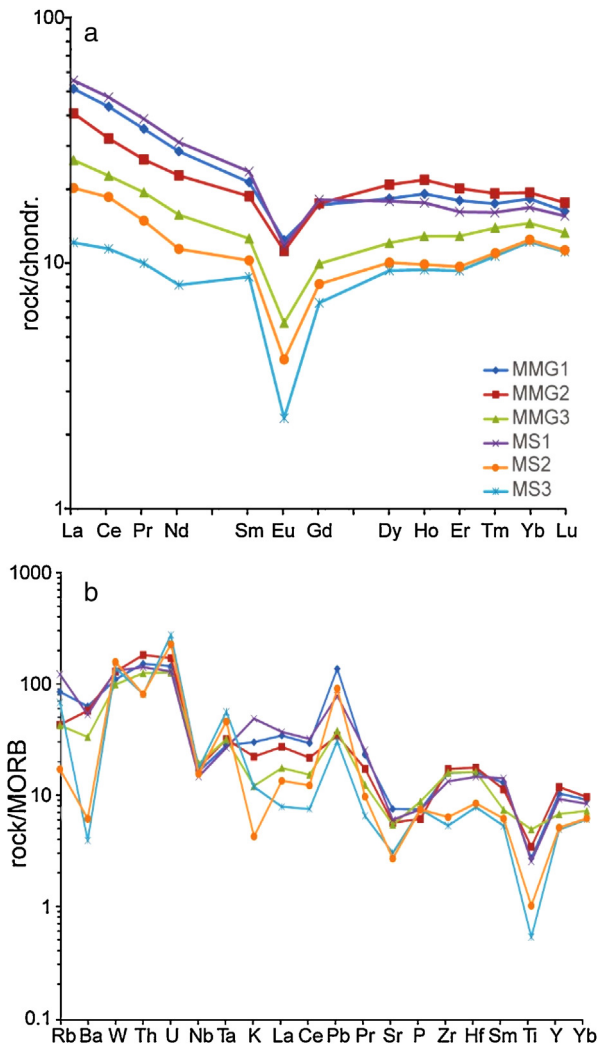 a
100
10
1
rock/chondr.
MMG1
MMG2
MMG3
MS1
MS2
MS3
La Ce Pr Nd Sm Eu Gd Dy Ho Er Tm Yb Lu
b
1000
100
10
1
0.1
rock/MORB
Rb Ba W Th U Nb Ta K La Ce Pb Pr Sr P Zr Hf Sm Ti Y Yb